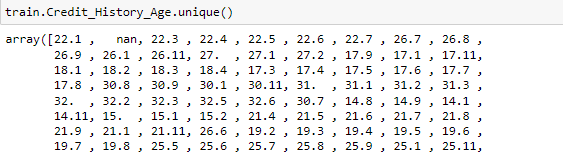 train.Credit_History_Age.unique()
array([22.1 ,   nan, 22.3 , 22.4 , 22.5 , 22.6 , 22.7 , 26.7 , 26.8 ,
26.9 , 26.1 , 26.11, 27.  , 27.1 , 27.2 , 17.9 , 17.1 , 17.11,
18.1 , 18.2 , 18.3 , 18.4 , 17.3 , 17.4 , 17.5 , 17.6 , 17.7 ,
17.8 , 30.8 , 30.9 , 30.1 , 30.11, 31.  , 31.1 , 31.2 , 31.3 ,
32.  , 32.2 , 32.3 , 32.5 , 32.6 , 30.7 , 14.8 , 14.9 , 14.1 ,
14.11, 15.  , 15.1 , 15.2 , 21.4 , 21.5 , 21.6 , 21.7 , 21.8 ,
21.9 , 21.1 , 21.11, 26.6 , 19.2 , 19.3 , 19.4 , 19.5 , 19.6 ,
19.7 , 19.8 , 25.5 , 25.6 , 25.7 , 25.8 , 25.9 , 25.1 , 25.11,